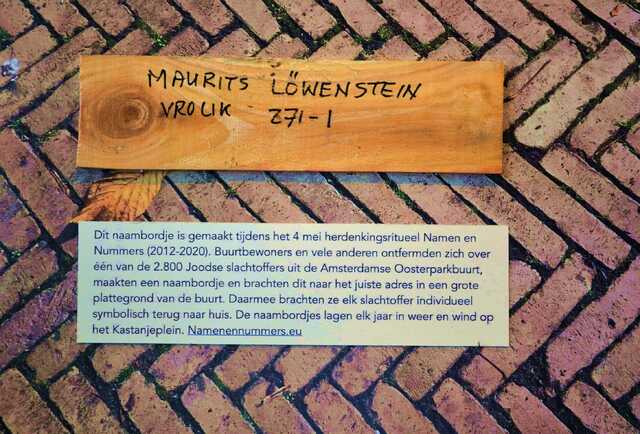 MAURITS LÖWENSTEIN
VROLIK 271-1
Dit naambordje is gemaakt tijdens het 4 mei herdenkingsritueel Namen en
Nummers (2012-2020). Buurtbewoners en vele anderen ontfermden zich over
één van de 2.800 Joodse slachtoffers uit de Amsterdamse Oosterparkbuurt,
maakten een naambordje en brachten dit naar het juiste adres in een grote
plattegrond van de buurt. Daarmee brachten ze elk slachtoffer individueel
symbolisch terug naar huis. De naambordjes lagen elk jaar in weer en wind op
het Kastanjeplein. Namenennummers.eu